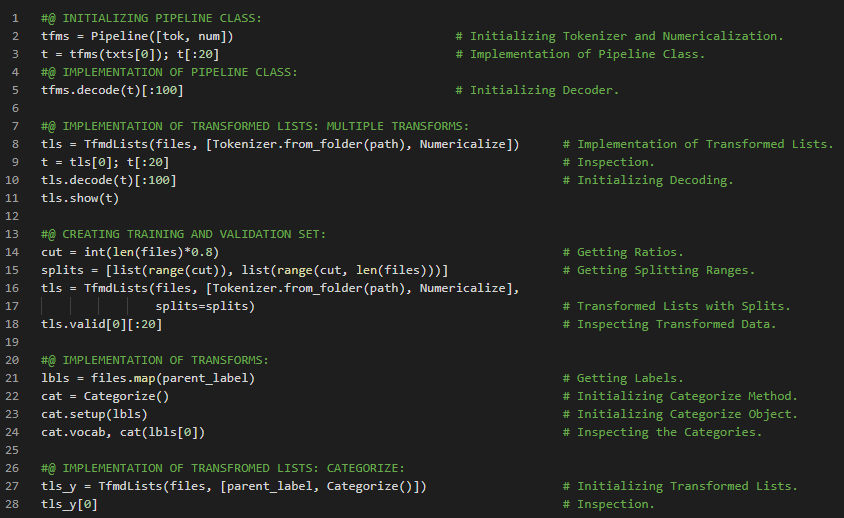 1 #@ INITIALIZING PIPELINE CLASS:
2 tfms = Pipeline([tok, num]) # Initializing Tokenizer and Numericalization.
3 t = tfms(txts[0]); t[:20] # Implementation of Pipeline Class.
4 #@ IMPLEMENTATION OF PIPELINE CLASS:
5 tfms.decode(t)[:100] # Initializing Decoder.
6
7 #@ IMPLEMENTATION OF TRANSFORMED LISTS: MULTIPLE TRANSFORMS:
8 tls = TfmdLists(files, [Tokenizer.from_folder(path), Numericalize]) # Implementation of Transformed Lists.
9 t = tls[0]; t[:20] # Inspection.
10 tls.decode(t)[:100] # Initializing Decoding.
11 tls.show(t)
12
13 #@ CREATING TRAINING AND VALIDATION SET:
14 cut = int(len(files)*0.8) # Getting Ratios.
15 splits = [list(range(cut)), list(range(cut, len(files)))] # Getting Splitting Ranges.
16 tls = TfmdLists(files, [Tokenizer.from_folder(path), Numericalize],
17 splits=splits) # Transformed Lists with Splits.
18 tls.valid[0][:20] # Inspecting Transformed Data.
19
20 #@ IMPLEMENTATION OF TRANSFORMS:
21 lbls = files.map(parent_label) # Getting Labels.
22 cat = Categorize() # Initializing Categorize Method.
23 cat.setup(lbls) # Initializing Categorize Object.
24 cat.vocab, cat(lbls[0]) # Inspecting the Categories.
25
26 #@ IMPLEMENTATION OF TRANSFROMED LISTS: CATEGORIZE:
27 tls_y = TfmdLists(files, [parent_label, Categorize()]) # Initializing Transformed Lists.
28 tls_y[0] # Inspection.